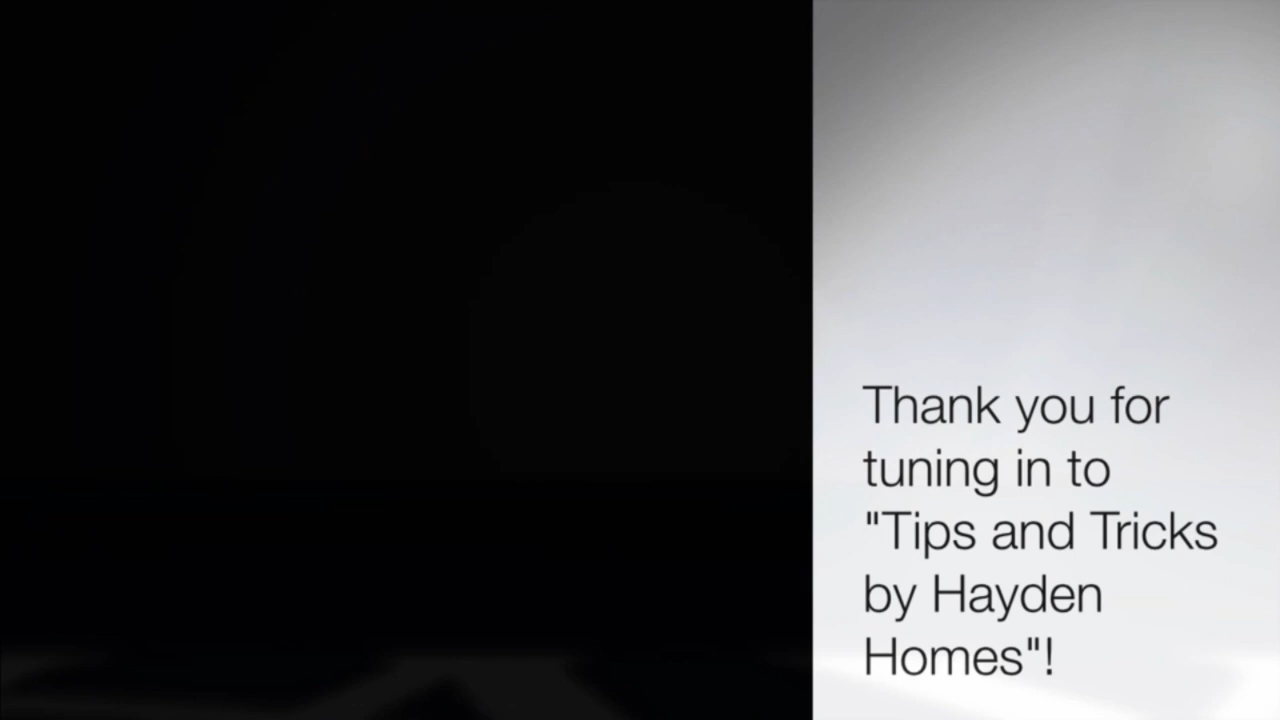 Thank you for
tuning in to
"Tips and Tricks
by Hayden
Homes"!